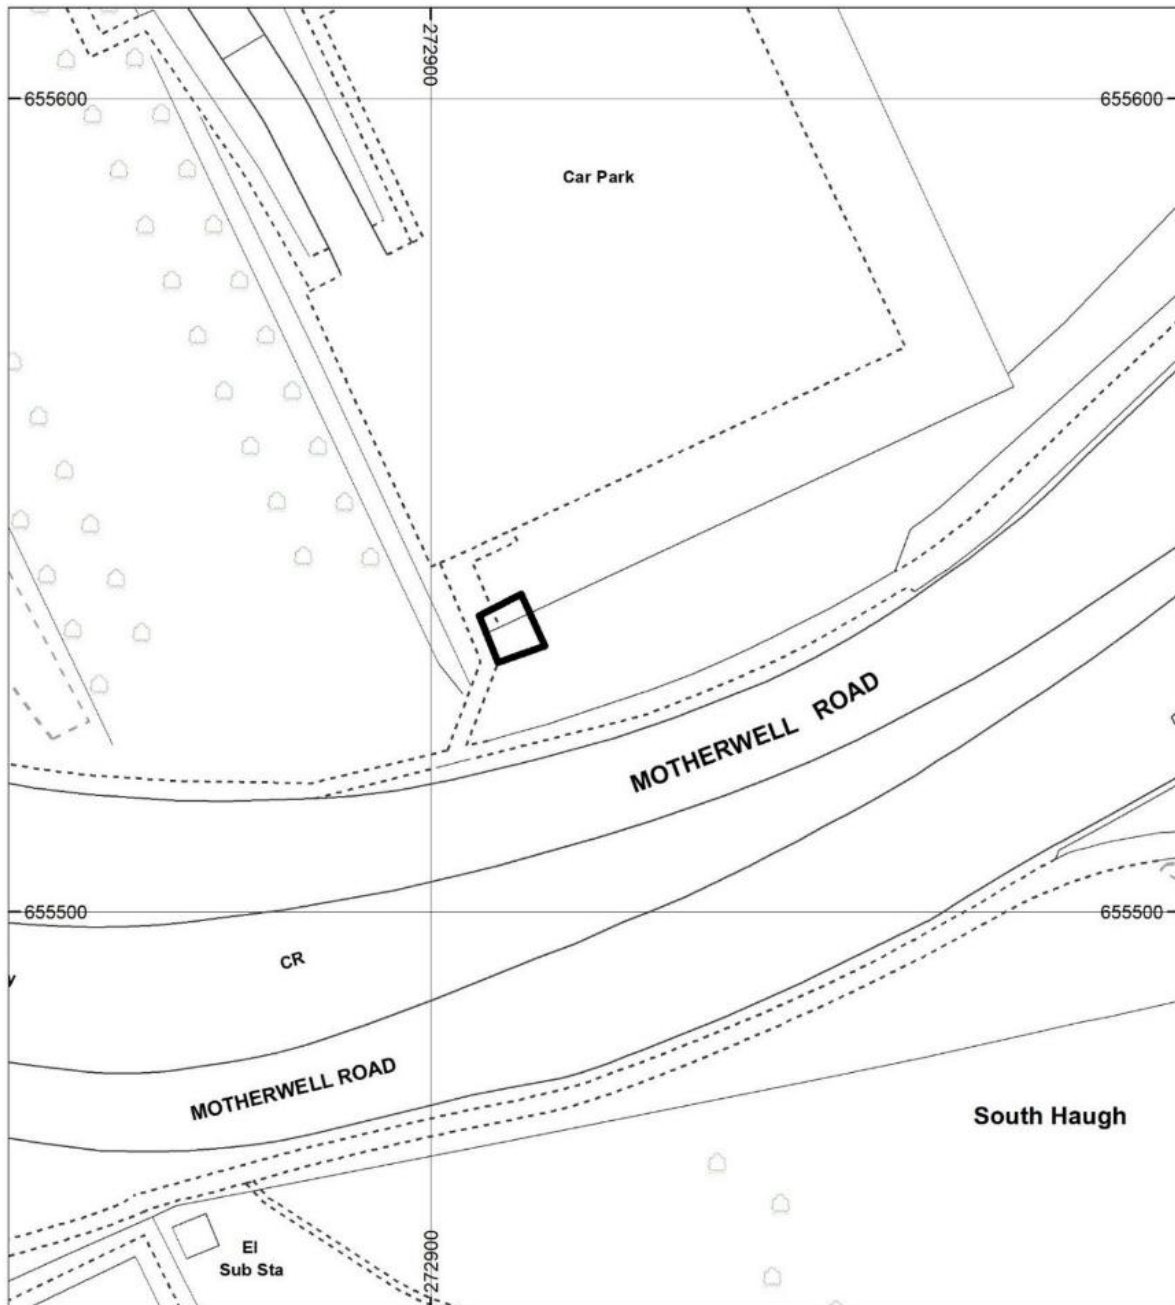 272900
655600
655600
Car Park
MOTHERWELL ROAD
655500
655500
CR
y
MOTHERWELL ROAD
South Haugh
272900
El
Sub Sta